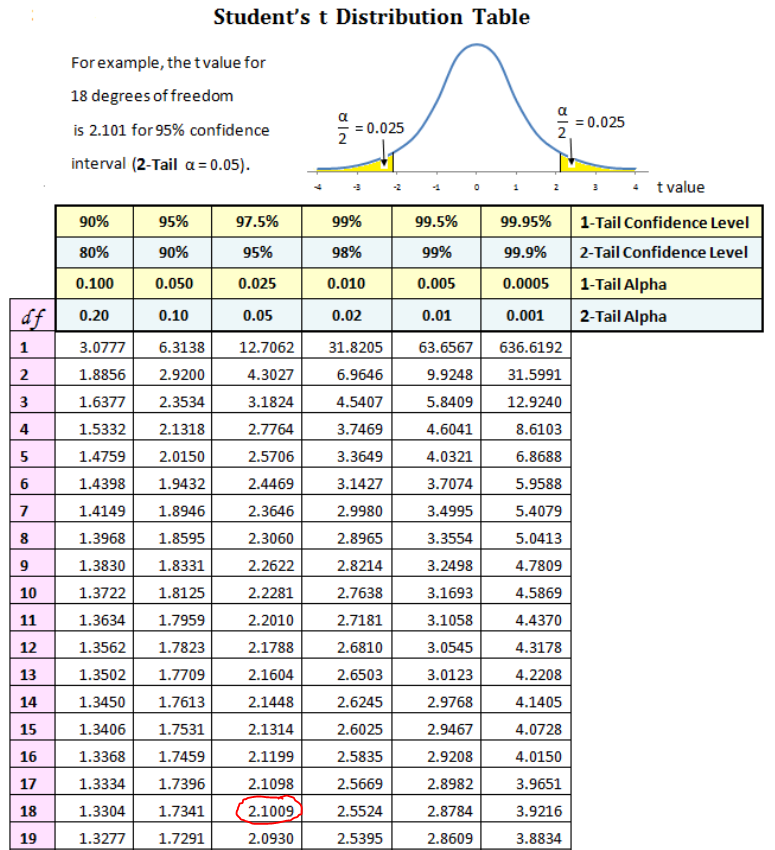 Student's t Distribution Table
For example, the t value for
18 degrees of freedom
is 2.101 for 95% confidence
interval (2-Tail α = 0.05).
α/2 = 0.025
α/2 = 0.025
-4 -3 -2 -1 0 1 2 3 4 t value
90% 95% 97.5% 99% 99.5% 99.95% 1-Tail Confidence Level
80% 90% 95% 98% 99% 99.9% 2-Tail Confidence Level
0.100 0.050 0.025 0.010 0.005 0.0005 1-Tail Alpha
df 0.20 0.10 0.05 0.02 0.01 0.001 2-Tail Alpha
1 3.0777 6.3138 12.7062 31.8205 63.6567 636.6192
2 1.8856 2.9200 4.3027 6.9646 9.9248 31.5991
3 1.6377 2.3534 3.1824 4.5407 5.8409 12.9240
4 1.5332 2.1318 2.7764 3.7469 4.6041 8.6103
5 1.4759 2.0150 2.5706 3.3649 4.0321 6.8688
6 1.4398 1.9432 2.4469 3.1427 3.7074 5.9588
7 1.4149 1.8946 2.3646 2.9980 3.4995 5.4079
8 1.3968 1.8595 2.3060 2.8965 3.3554 5.0413
9 1.3830 1.8331 2.2622 2.8214 3.2498 4.7809
10 1.3722 1.8125 2.2281 2.7638 3.1693 4.5869
11 1.3634 1.7959 2.2010 2.7181 3.1058 4.4370
12 1.3562 1.7823 2.1788 2.6810 3.0545 4.3178
13 1.3502 1.7709 2.1604 2.6503 3.0123 4.2208
14 1.3450 1.7613 2.1448 2.6245 2.9768 4.1405
15 1.3406 1.7531 2.1314 2.6025 2.9467 4.0728
16 1.3368 1.7459 2.1199 2.5835 2.9208 4.0150
17 1.3334 1.7396 2.1098 2.5669 2.8982 3.9651
18 1.3304 1.7341 2.1009 2.5524 2.8784 3.9216
19 1.3277 1.7291 2.0930 2.5395 2.8609 3.8834